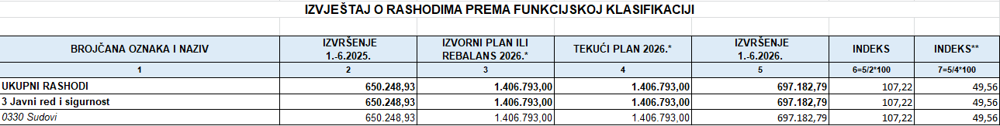 IZVJEŠTAJ O RASHODIMA PREMA FUNKCIJSKOJ KLASIFIKACIJI
BROJČANA OZNAKA I NAZIV IZVRŠENJE 1.-6.2025. IZVORNI PLAN ILI REBALANS 2026.* TEKUĆI PLAN 2026.* IZVRŠENJE 1.-6.2026. INDEKS INDEKS**
1 2 3 4 5 6=5/2*100 7=5/4*100
UKUPNI RASHODI 650.248,93 1.406.793,00 1.406.793,00 697.182,79 107,22 49,56
3 Javni red i sigurnost 650.248,93 1.406.793,00 1.406.793,00 697.182,79 107,22 49,56
0330 Sudovi 650.248,93 1.406.793,00 1.406.793,00 697.182,79 107,22 49,56